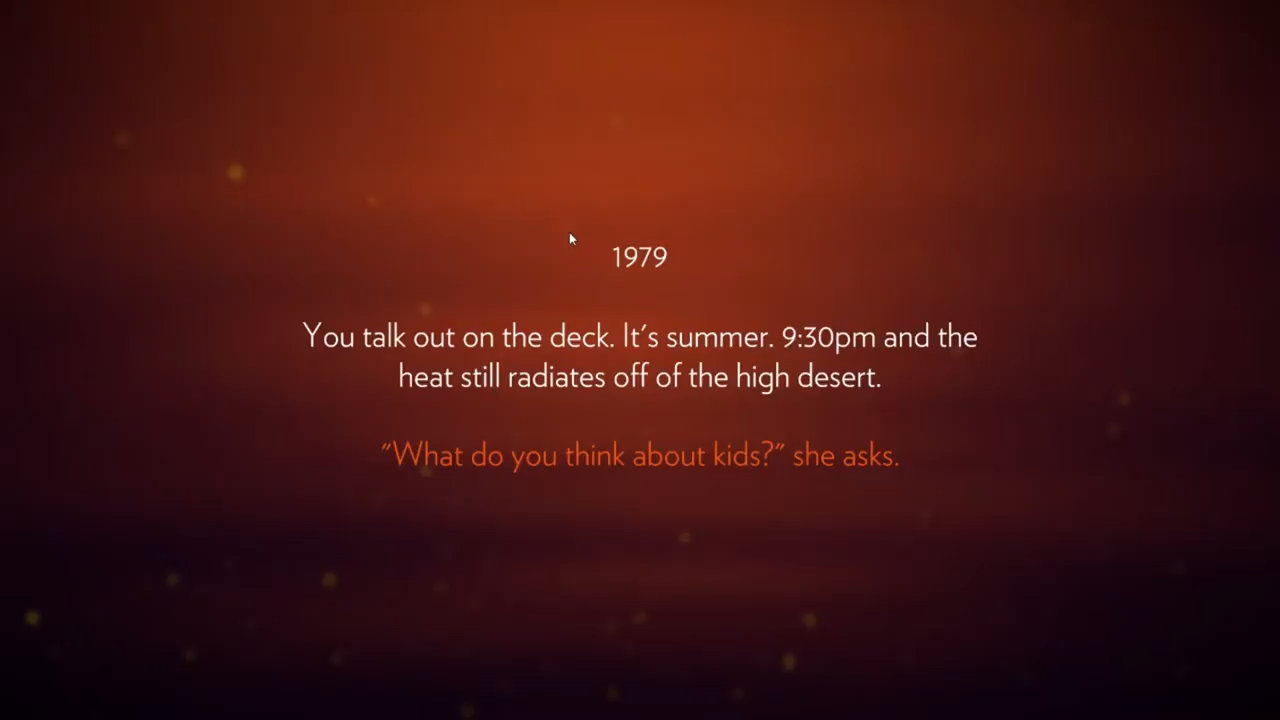 1979
You talk out on the deck. It's summer. 9:30pm and the
heat still radiates off of the high desert.
"What do you think about kids?" she asks.